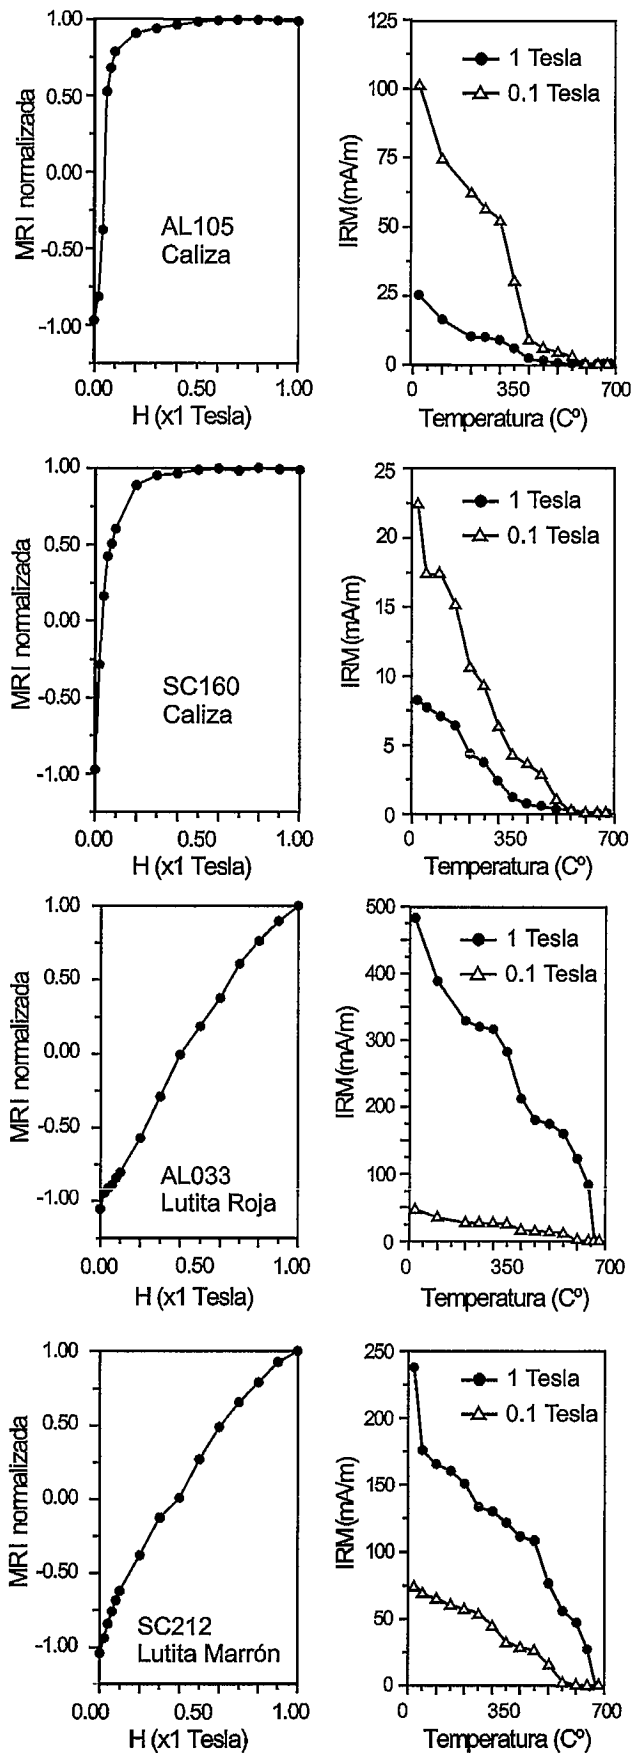 1.00
0.50
0.00
-0.50
-1.00
MRI normalizada
AL105
Caliza
0.00 0.50 1.00
H (x1 Tesla)
125
100
75
50
25
0
IRM(mA/m)
1 Tesla
0.1 Tesla
0 350 700
Temperatura (Cº)
1.00
0.50
0.00
-0.50
-1.00
MRI normalizada
SC160
Caliza
0.00 0.50 1.00
H (x1 Tesla)
25
20
15
10
5
0
IRM(mA/m)
1 Tesla
0.1 Tesla
0 350 700
Temperatura (Cº)
1.00
0.50
0.00
-0.50
-1.00
MRI normalizada
AL033
Lutita Roja
0.00 0.50 1.00
H (x1 Tesla)
500
400
300
200
100
0
IRM(mA/m)
1 Tesla
0.1 Tesla
0 350 700
Temperatura (Cº)
1.00
0.50
0.00
-0.50
-1.00
MRI normalizada
SC212
Lutita Marrón
0.00 0.50 1.00
H (x1 Tesla)
250
200
150
100
50
0
IRM(mA/m)
1 Tesla
0.1 Tesla
0 350 700
Temperatura (Cº)